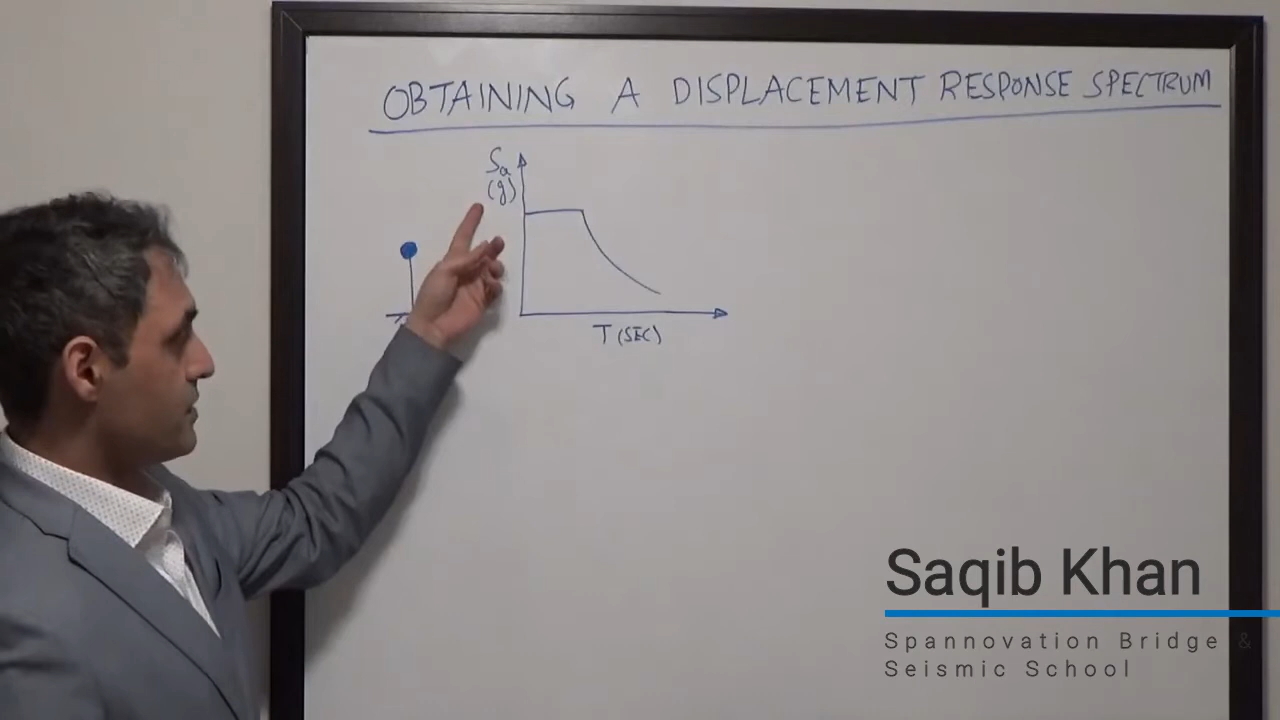 OBTAINING A DISPLACEMENT RESPONSE SPECTRUM
Sa
(g)
T (SEC)
Saqib Khan
Spannovation Bridge &
Seismic School